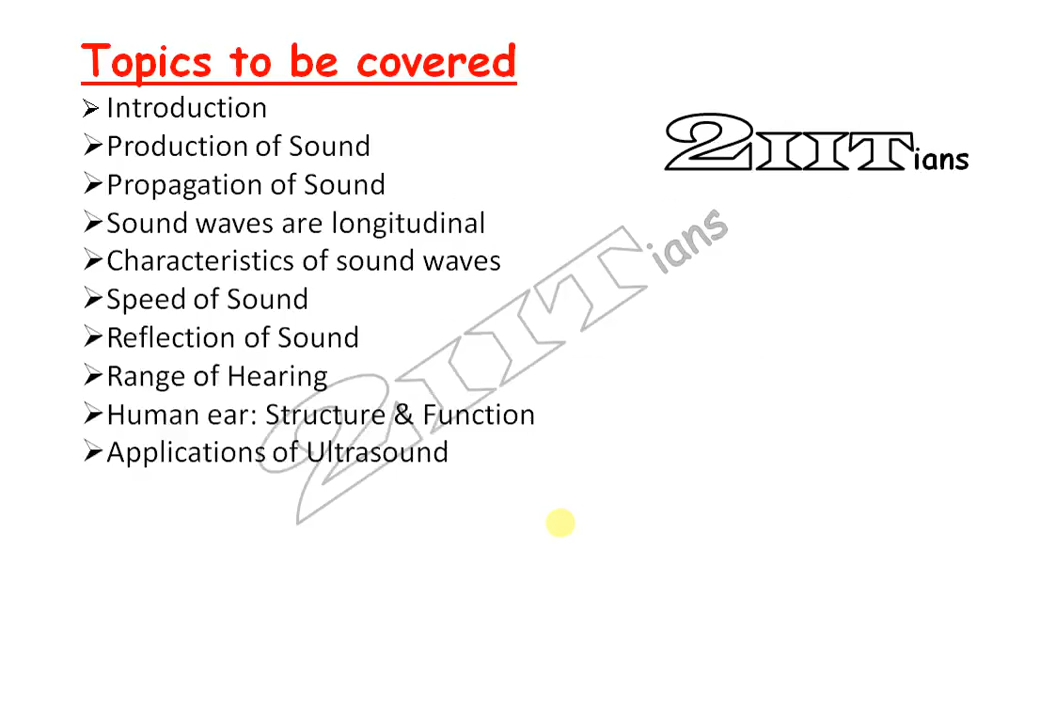 Topics to be covered
➢Introduction
➢Production of Sound
➢Propagation of Sound
➢Sound waves are longitudinal
➢Characteristics of sound waves
➢Speed of Sound
➢Reflection of Sound
➢Range of Hearing
➢Human ear: Structure & Function
➢Applications of Ultrasound
2IITians
2IITians